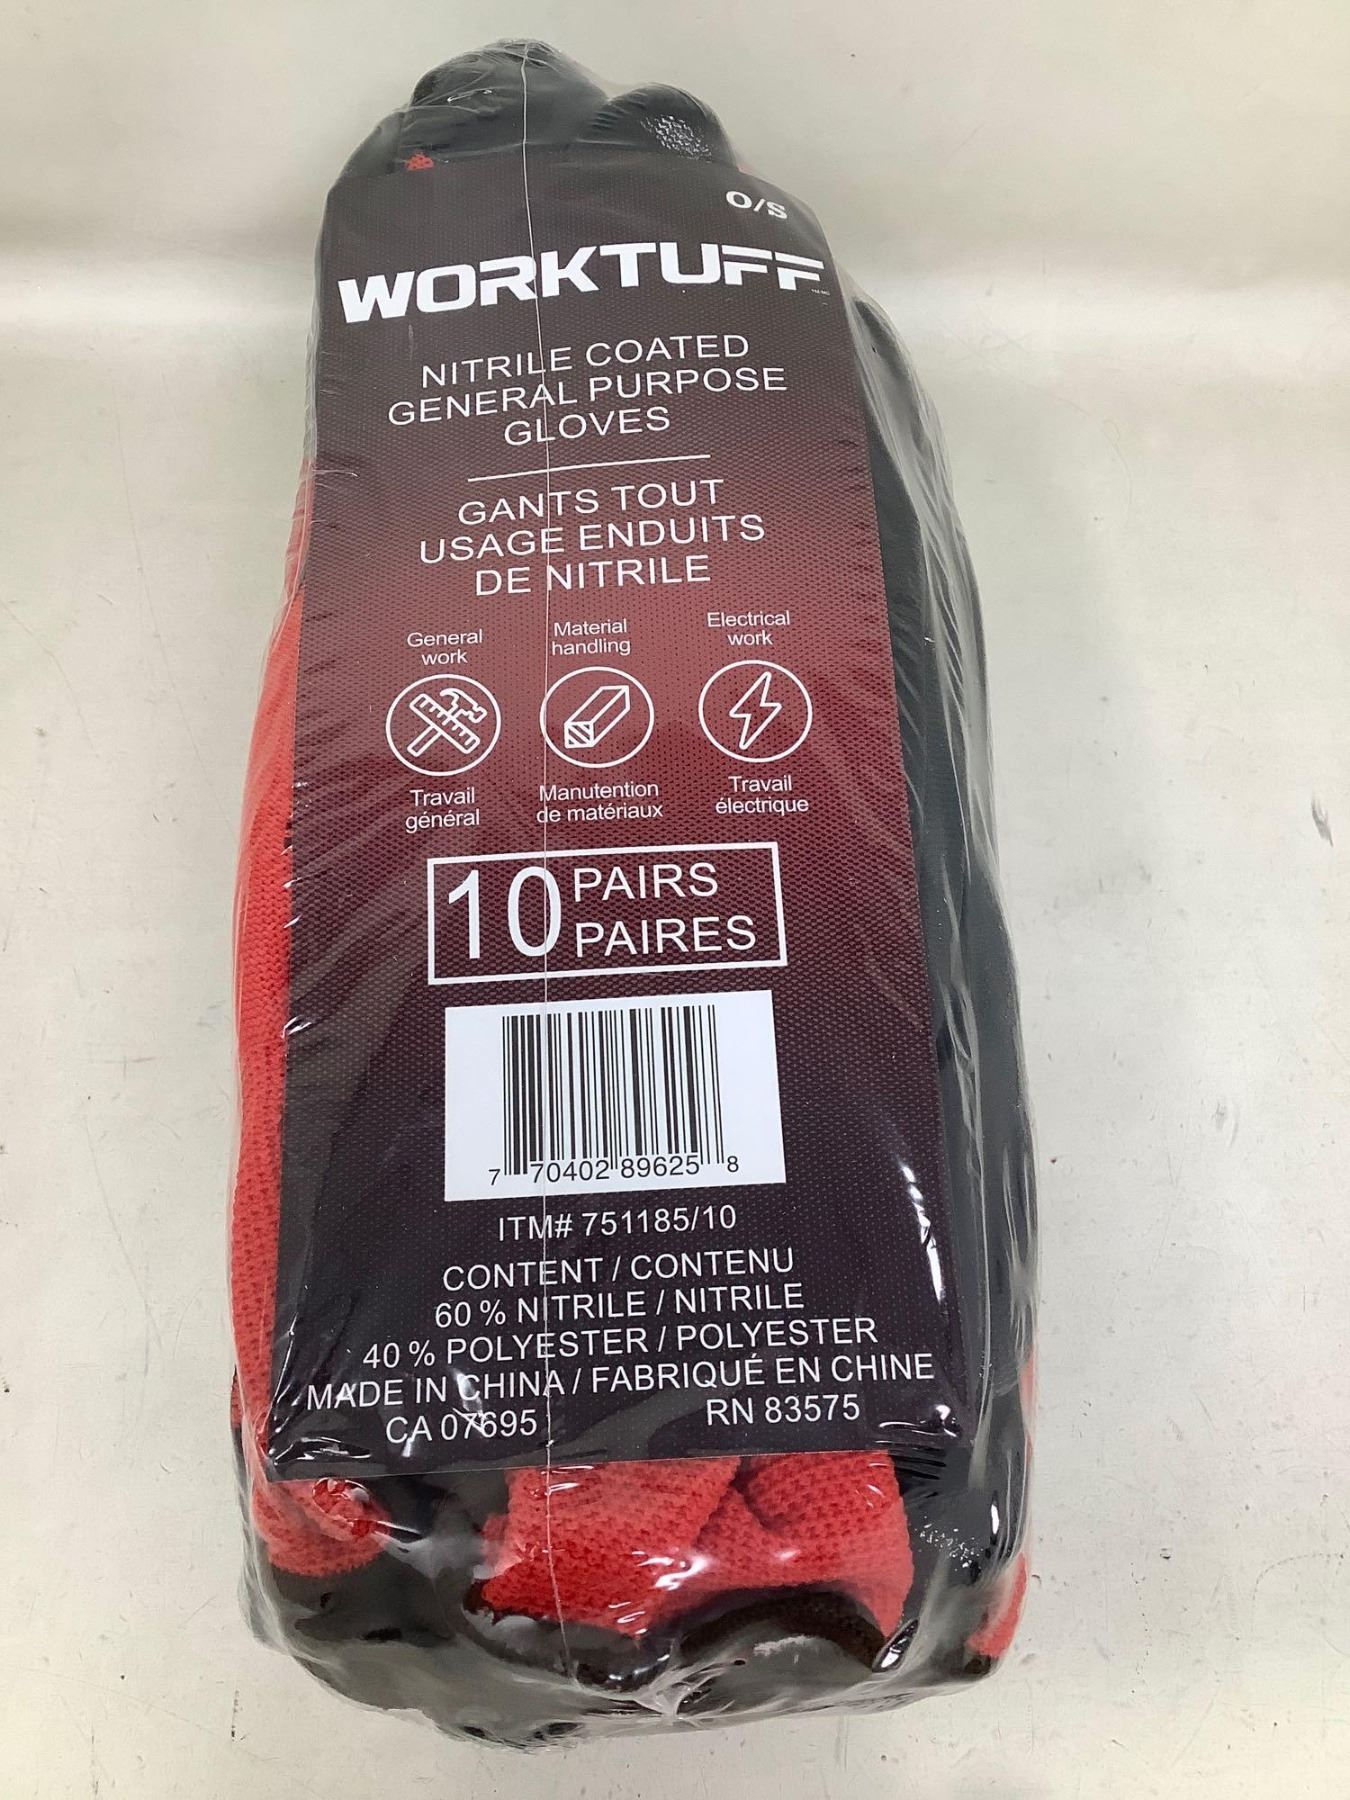 O/S
WORKTUFF
NITRILE COATED
GENERAL PURPOSE
GLOVES
GANTS TOUT
USAGE ENDUITS
DE NITRILE
General
work
Material
handling
Electrical
work
Travail
général
Manutention
de matériaux
Travail
électrique
10 PAIRS
PAIRES
7 70402 89625 8
ITM# 751185/10
CONTENT / CONTENU
60 % NITRILE / NITRILE
40 % POLYESTER / POLYESTER
MADE IN CHINA / FABRIQUÉ EN CHINE
CA 07695 RN 83575